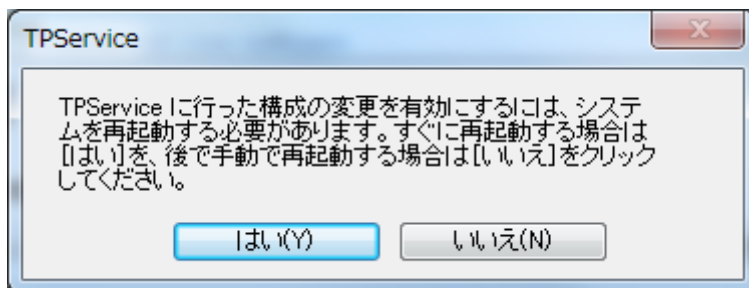 TPService
TPService に行った構成の変更を有効にするには、システ
ムを再起動する必要があります。すぐに再起動する場合は
[はい]を、後で手動で再起動する場合は[いいえ]をクリック
してください。
はい(Y)
いいえ(N)